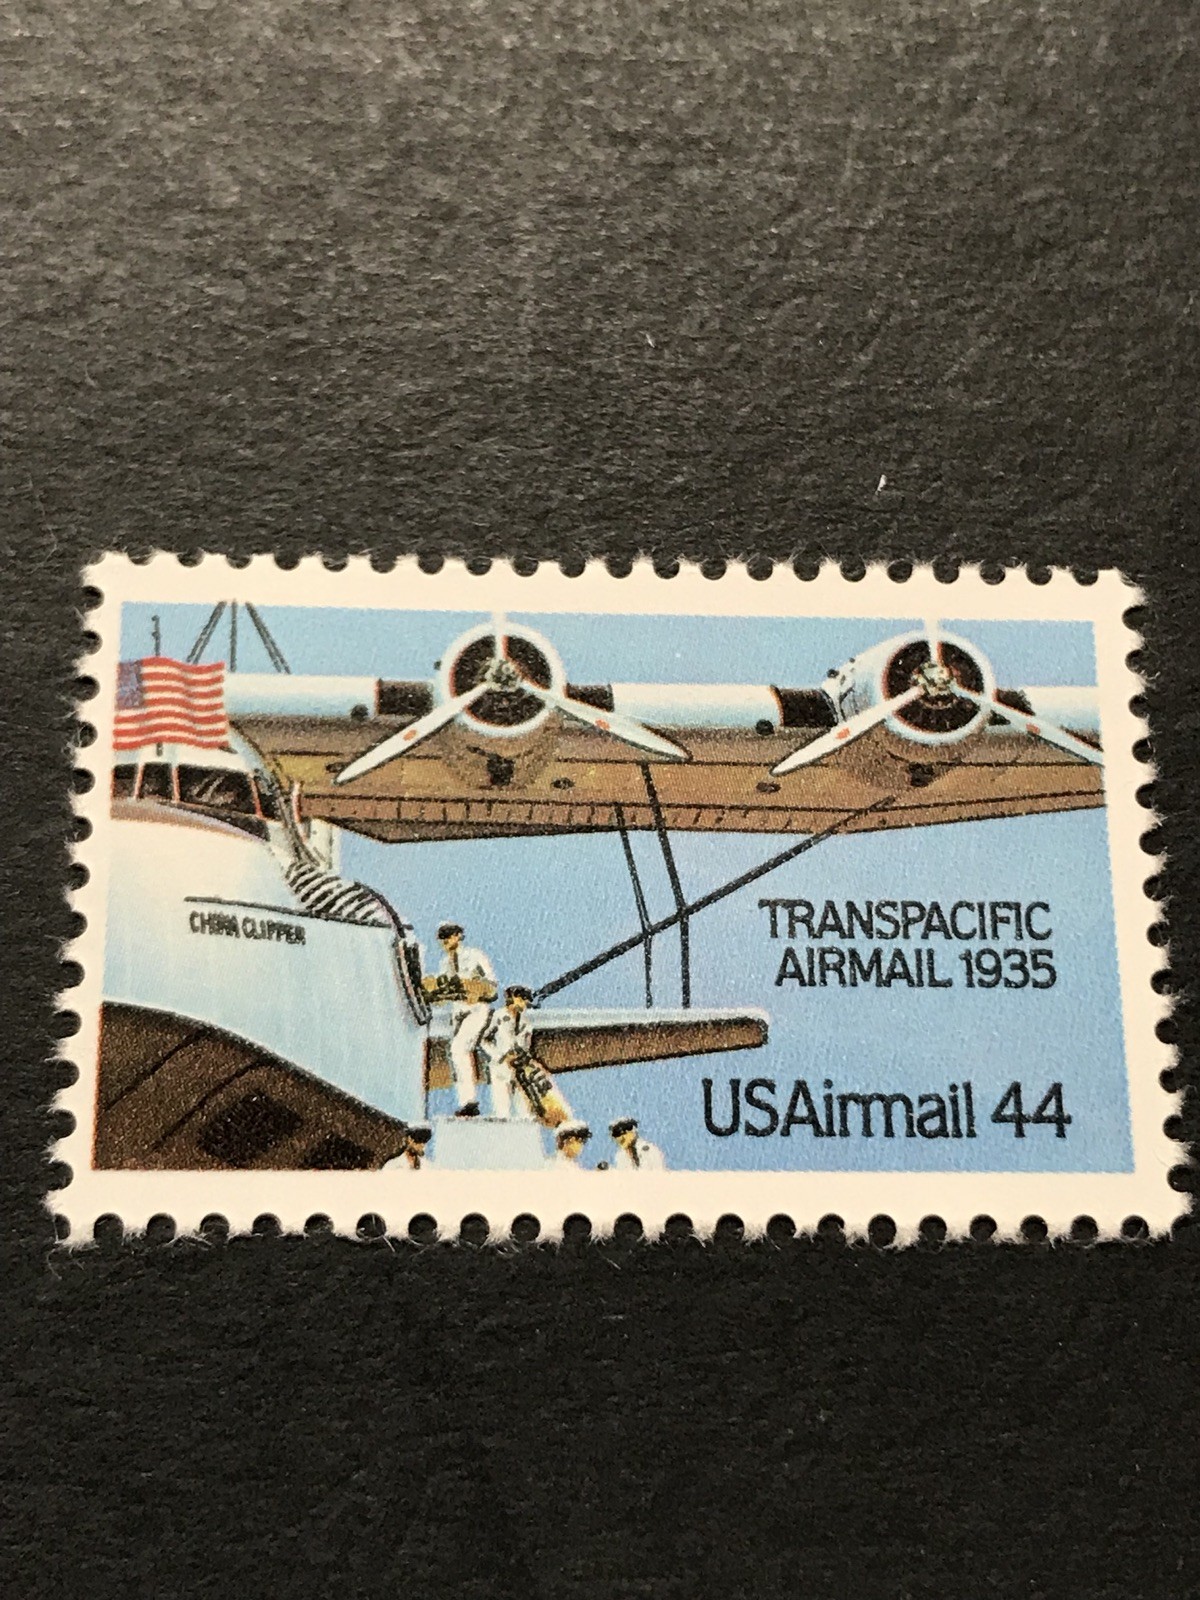 CHINA CLIPPER
TRANSPACIFIC
AIRMAIL 1935
USAirmail 44